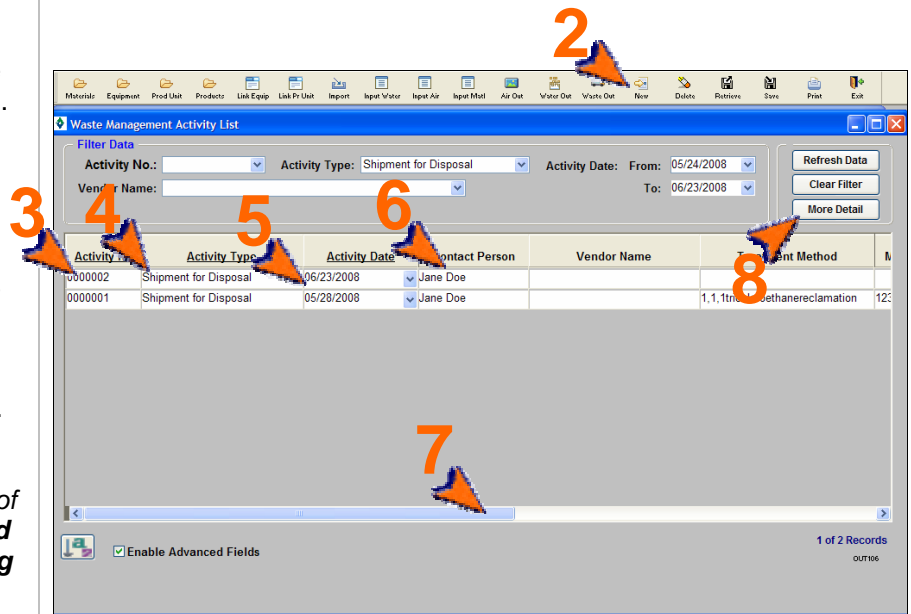 2
Materials Equipment Prod Unit Products Link Equip Link Pr Unit Import Input Water Input Air Input Matl Air Out Water Out Waste Out New Delete Retrieve Save Print Exit
.
Waste Management Activity List
Filter Data
Activity No.: Activity Type: Shipment for Disposal Activity Date: From: 05/24/2008 Refresh Data
Vendor Name: To: 06/23/2008 Clear Filter
More Detail
3 4 5 6 8
Activity Activity Type Activity Date Contact Person Vendor Name Method M
0000002 Shipment for Disposal 06/23/2008 Jane Doe
0000001 Shipment for Disposal 05/28/2008 Jane Doe 123
7
of
d
g
1 of 2 Records
Enable Advanced Fields
OUT106